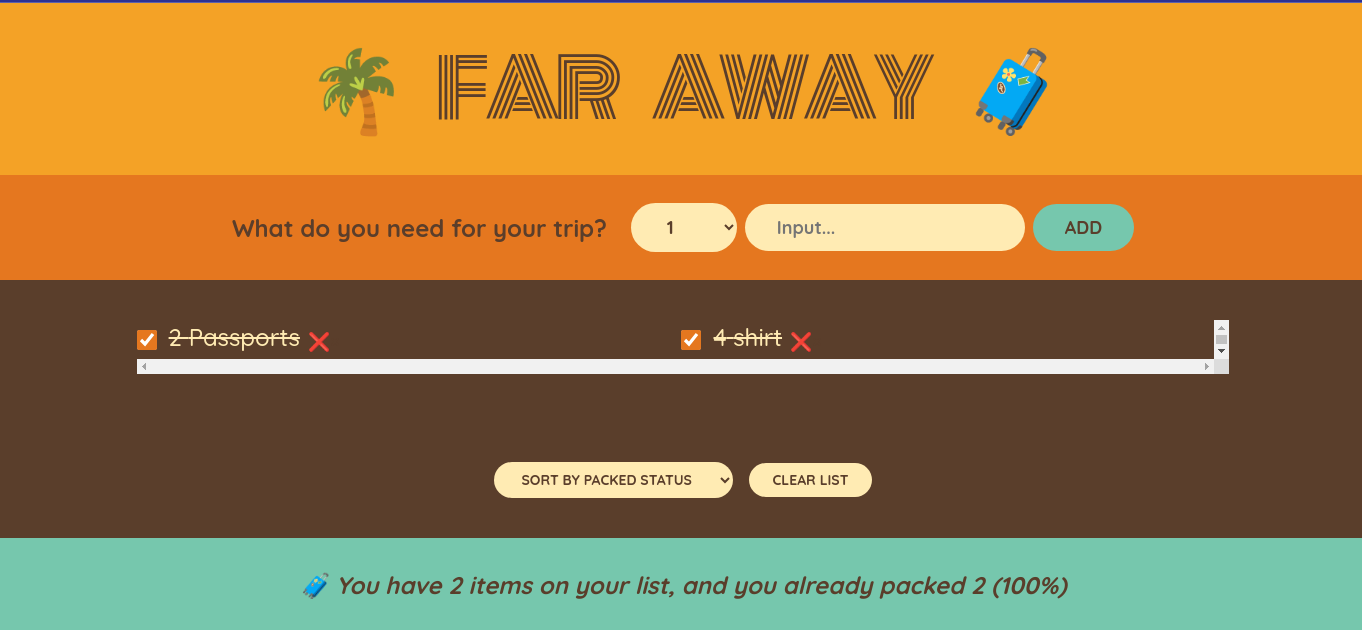 FAR AWAY
What do you need for your trip? 1 Input... ADD
2 Passports 4 shirt
SORT BY PACKED STATUS CLEAR LIST
You have 2 items on your list, and you already packed 2 (100%)